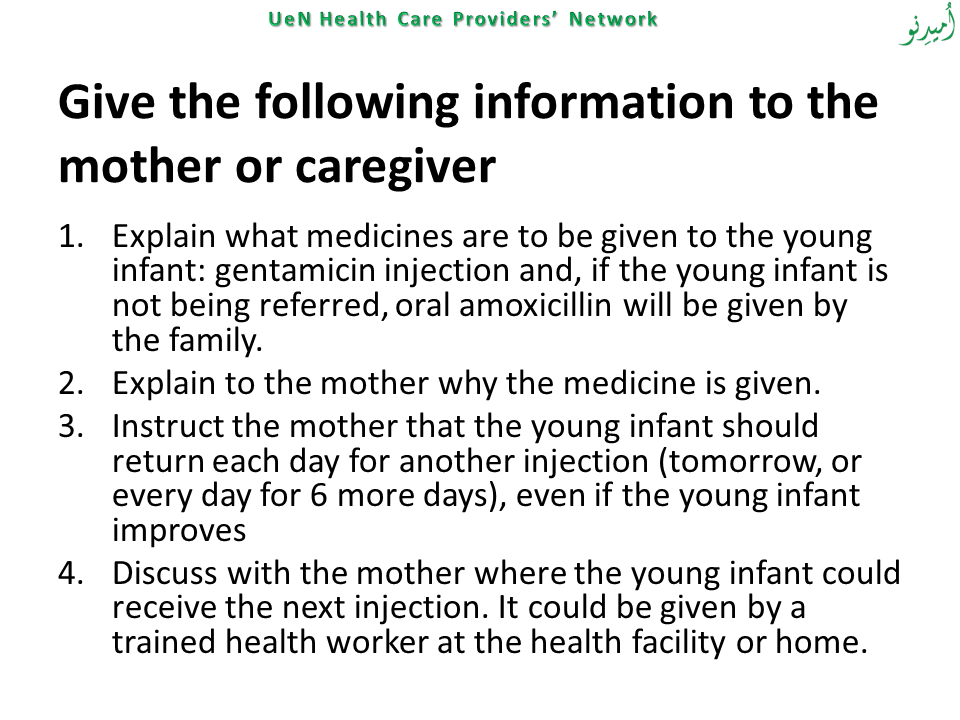 UeN Health Care Providers’ Network
اُميدِنو
Give the following information to the
mother or caregiver
1. Explain what medicines are to be given to the young
infant: gentamicin injection and, if the young infant is
not being referred, oral amoxicillin will be given by
the family.
2. Explain to the mother why the medicine is given.
3. Instruct the mother that the young infant should
return each day for another injection (tomorrow, or
every day for 6 more days), even if the young infant
improves
4. Discuss with the mother where the young infant could
receive the next injection. It could be given by a
trained health worker at the health facility or home.